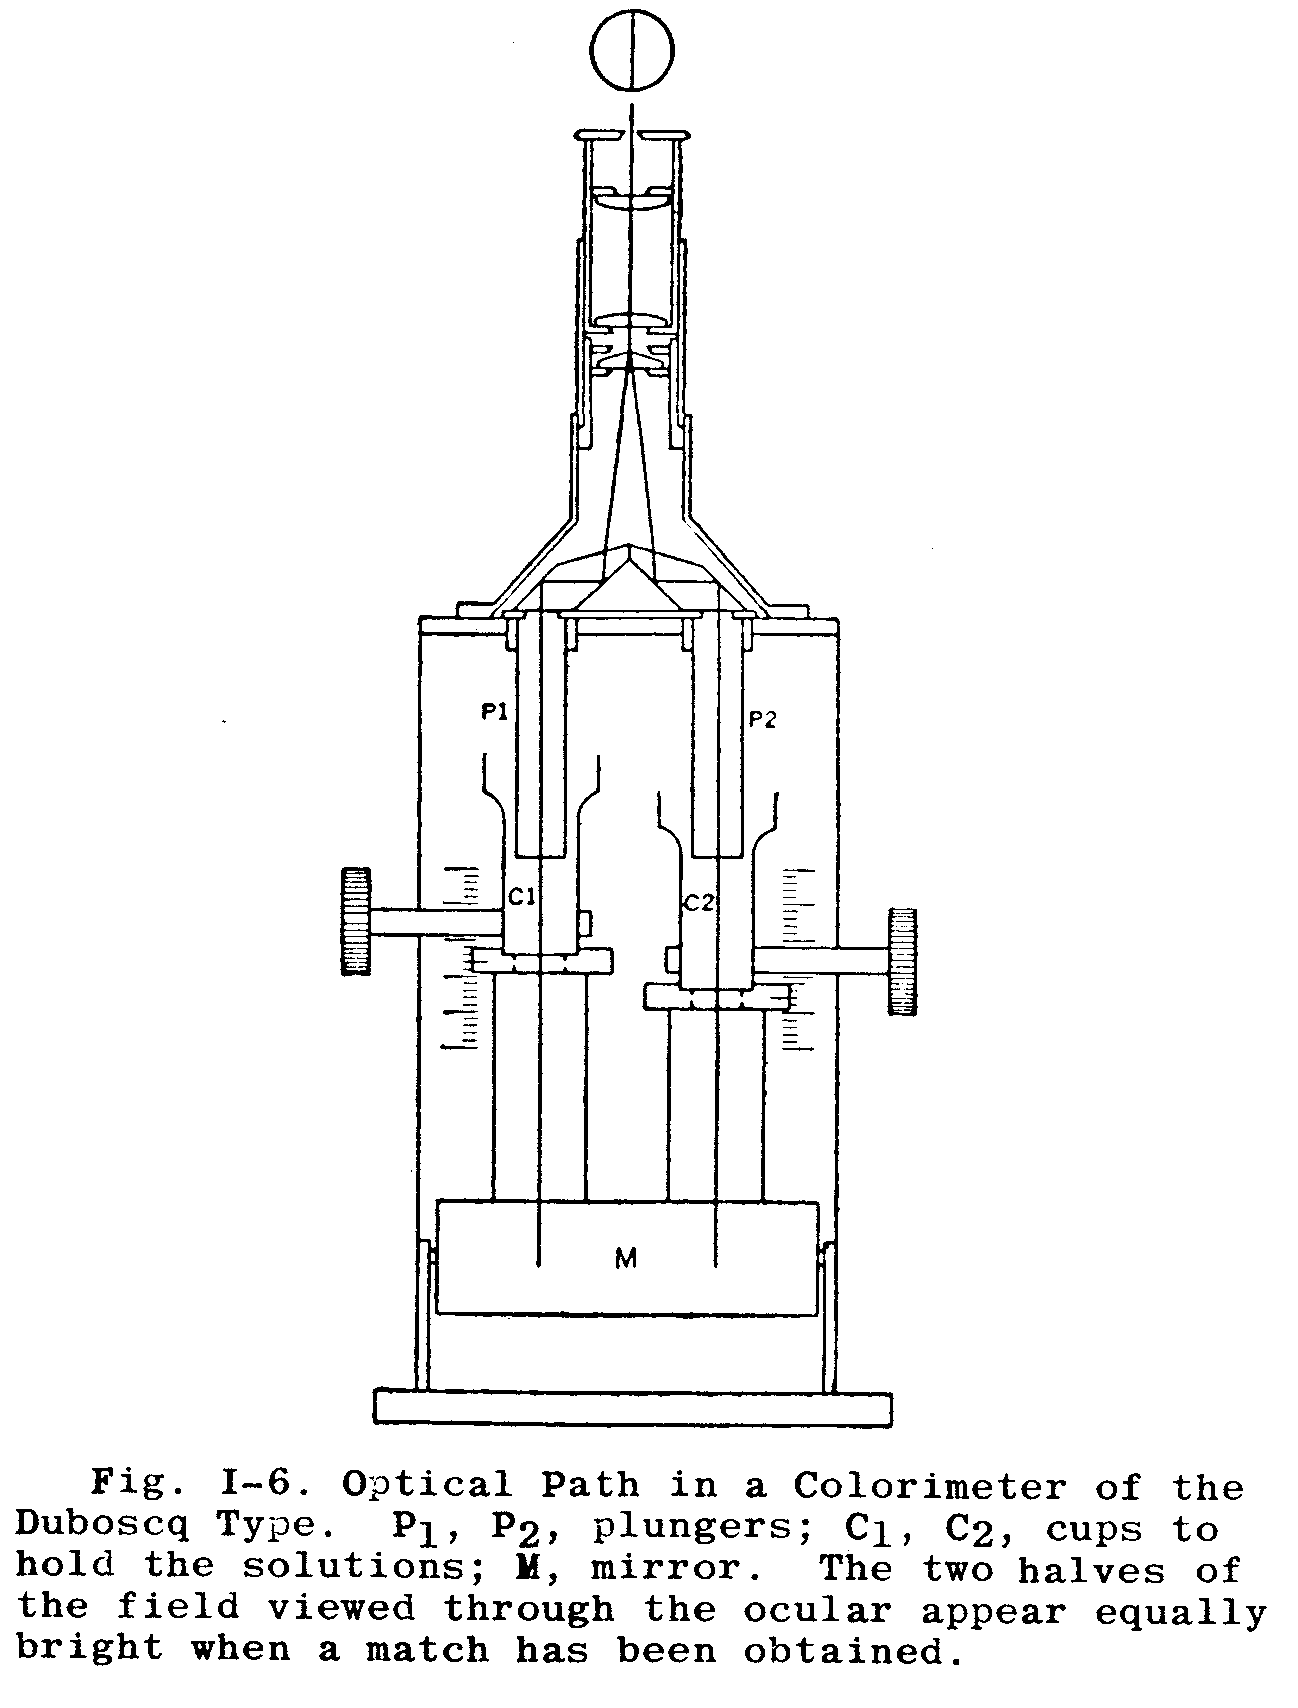 P1
P2
C1
C2
M
Fig. I-6. Optical Path in a Colorimeter of the
Duboscq Type. P1, P2, plungers; C1, C2, cups to
hold the solutions; M, mirror. The two halves of
the field viewed through the ocular appear equally
bright when a match has been obtained.